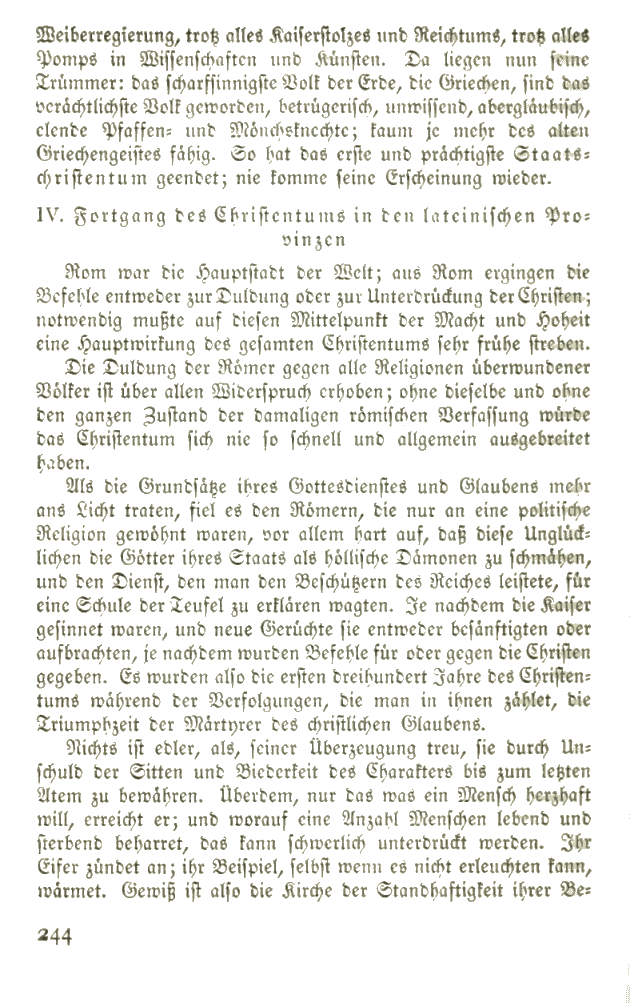 Weiberregierung, trotz alles Kaiserstolzes und Reichtums, trotz alles
Pomps in Wissenschaften und Künsten. Da liegen nun seine
Trümmer: das scharfsinnigste Volk der Erde, die Griechen, sind das
verächtlichste Volk geworden, betrügerisch, unwissend, abergläubisch,
elende Pfaffen- und Mönchsknechte; kaum je mehr des alten
Griechengeistes fähig. So hat das erste und prächtigste Staats-
christentum geendet; nie komme seine Erscheinung wieder.
IV. Fortgang des Christentums in den lateinischen Pro-
vinzen
Rom war die Hauptstadt der Welt; aus Rom ergingen die
Befehle entweder zur Duldung oder zur Unterdrückung der Christen;
notwendig mußte auf diesen Mittelpunkt der Macht und Hoheit
eine Hauptwirkung des gesamten Christentums sehr frühe streben.
Die Duldung der Römer gegen alle Religionen überwundener
Völker ist über allen Widerspruch erhoben; ohne dieselbe und ohne
den ganzen Zustand der damaligen römischen Verfassung würde
das Christentum sich nie so schnell und allgemein ausgebreitet
haben.
Als die Grundsätze ihres Gottesdienstes und Glaubens mehr
ans Licht traten, fiel es den Römern, die nur an eine politische
Religion gewöhnt waren, vor allem hart auf, daß diese Unglück-
lichen die Götter ihres Staats als höllische Dämonen zu schmähen,
und den Dienst, den man den Beschützern des Reiches leistete, für
eine Schule der Teufel zu erklären wagten. Je nachdem die Kaiser
gesinnet waren, und neue Gerüchte sie entweder besänftigten oder
aufbrachten, je nachdem wurden Befehle für oder gegen die Christen
gegeben. Es wurden also die ersten dreihundert Jahre des Christen-
tums während der Verfolgungen, die man in ihnen zählet, die
Triumphzeit der Märtyrer des christlichen Glaubens.
Nichts ist edler, als, seiner Überzeugung treu, sie durch Un-
schuld der Sitten und Biederkeit des Charakters bis zum letzten
Atem zu bewähren. Überdem, nur das was ein Mensch herzhaft
will, erreicht er; und worauf eine Anzahl Menschen lebend und
sterbend beharret, das kann schwerlich unterdrückt werden. Ihr
Eifer zündet an; ihr Beispiel, selbst wenn es nicht erleuchten kann,
wärmet. Gewiß ist also die Kirche der Standhaftigkeit ihrer Be-
244